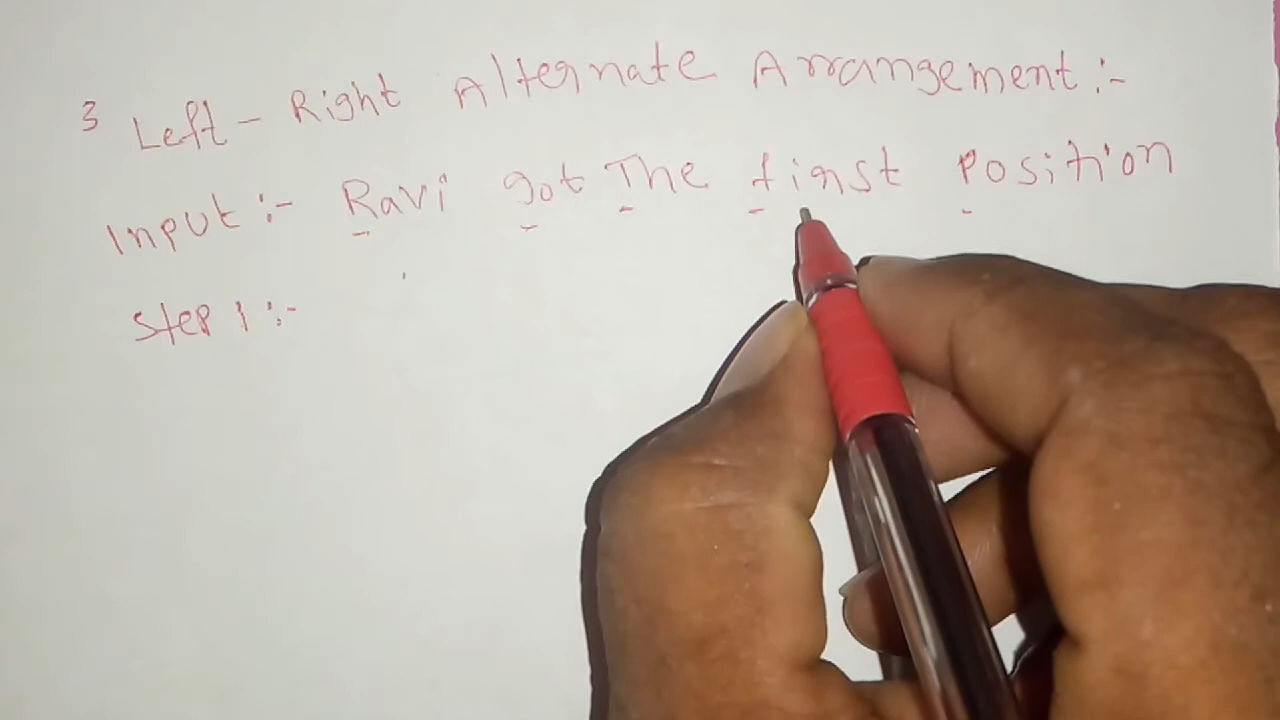 3 Left - Right Alternate Arrangement :-
Input :- Ravi got The first Position
Step 1 :-